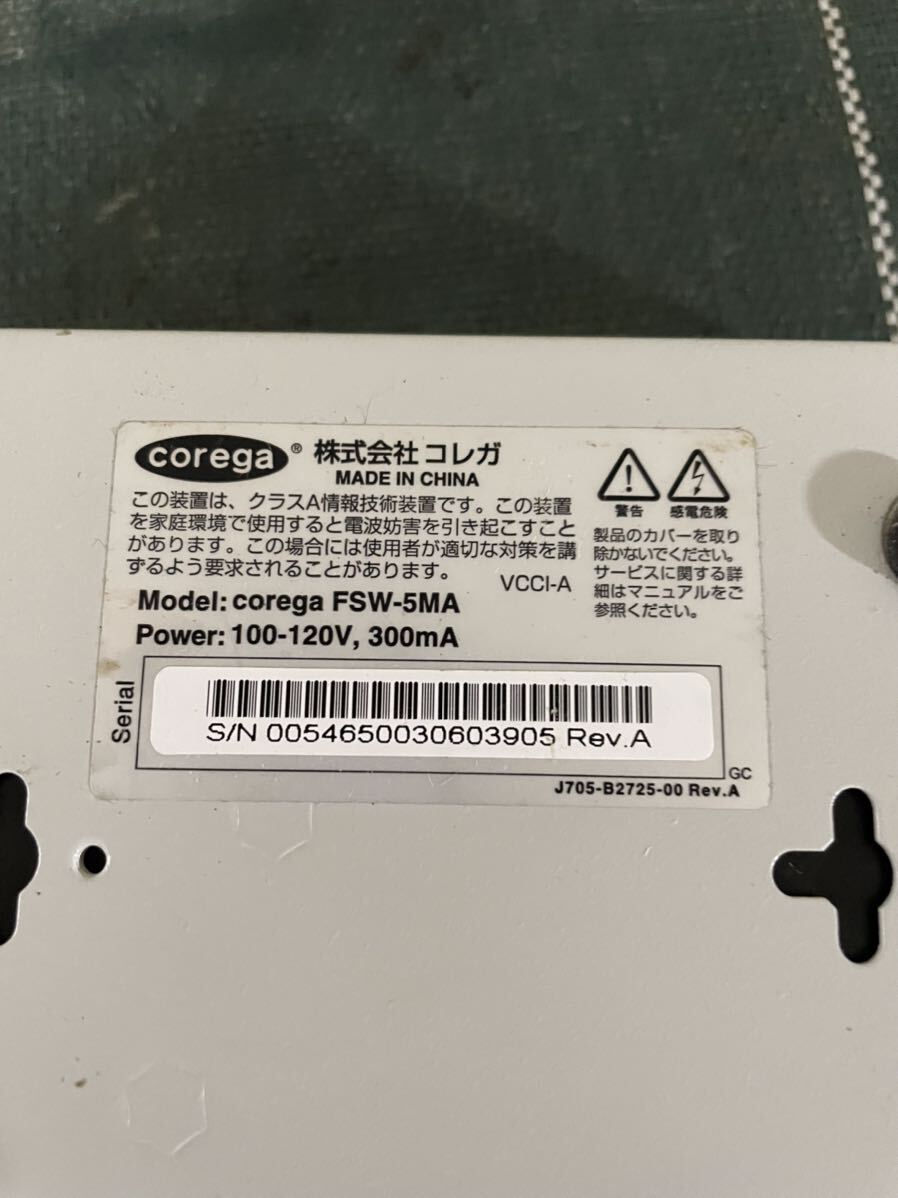 corega® 株式会社 コレガ
MADE IN CHINA
この装置は、クラスA情報技術装置です。この装置
を家庭環境で使用すると電波妨害を引き起こすこと
があります。この場合には使用者が適切な対策を講
ずるよう要求されることがあります。
VCCI-A
Model: corega FSW-5MA
Power: 100-120V, 300mA
警告
感電危険
製品のカバーを取り
除かないでください。
サービスに関する詳
細はマニュアルをご
参照ください。
Serial
S/N 0054650030603905 Rev.A
GC
J705-B2725-00 Rev.A